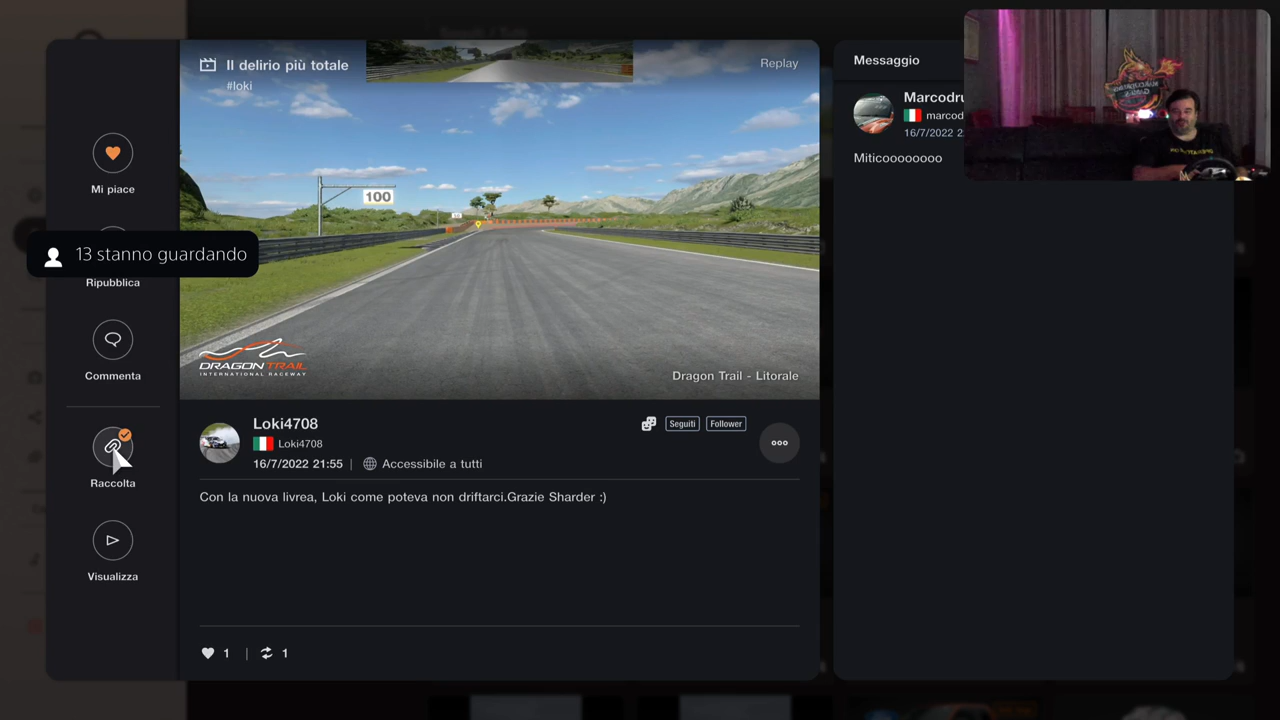 Il delirio più totale
#loki
Replay
100
DRAGON TRAIL
INTERNATIONAL RACEWAY
Dragon Trail - Litorale
Mi piace
13 stanno guardando
Ripubblica
Commenta
Raccolta
Visualizza
Loki4708
Loki4708
16/7/2022 21:55 | Accessibile a tutti
Seguiti
Follower
Con la nuova livrea, Loki come poteva non driftarci.Grazie Sharder :)
1 | 1
Messaggio
marcod
16/7/2022
Miticoooooooo